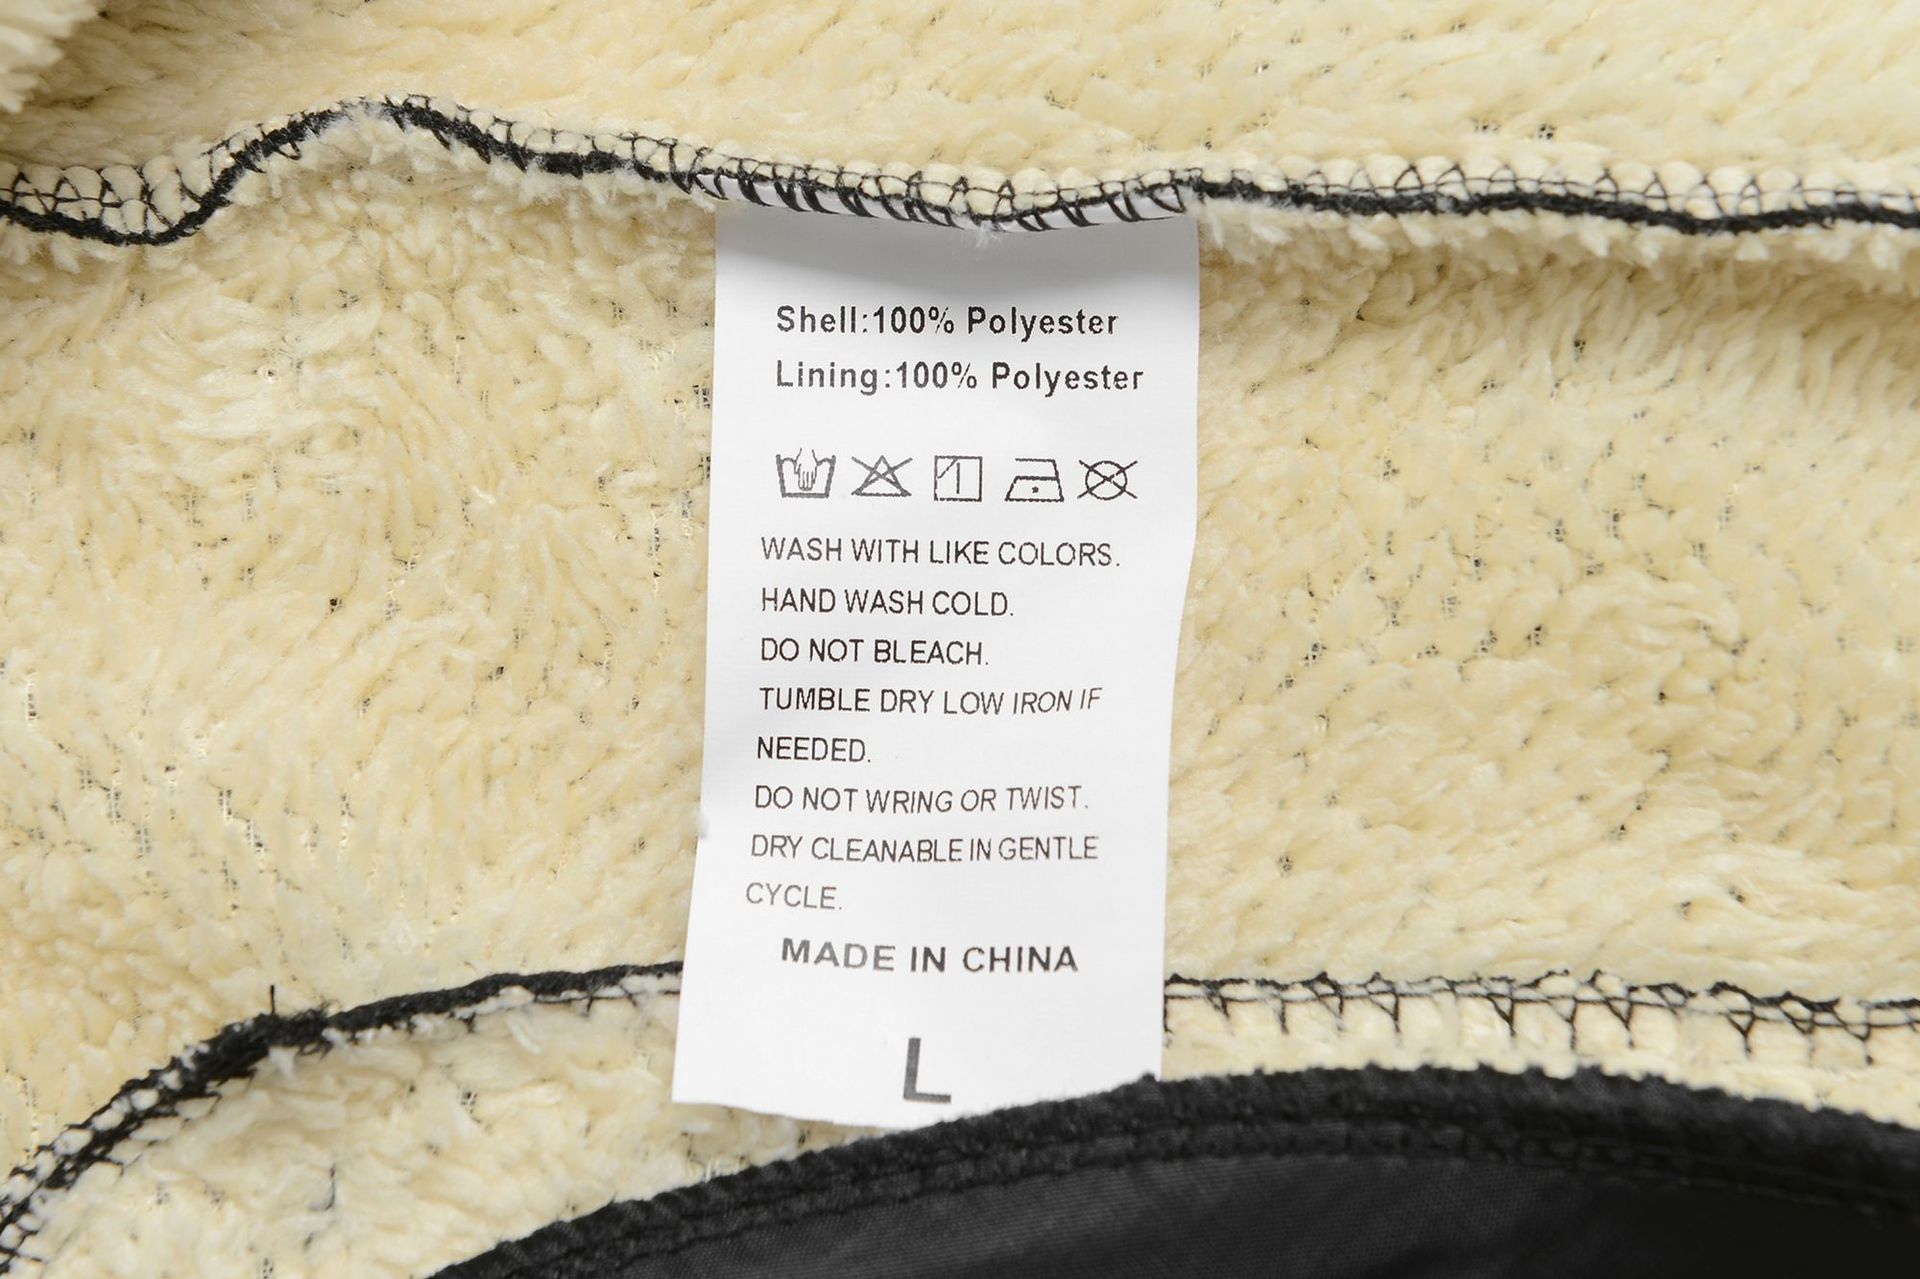 Shell:100% Polyester
Lining:100% Polyester
WASH WITH LIKE COLORS.
HAND WASH COLD.
DO NOT BLEACH.
TUMBLE DRY LOW IRON IF
NEEDED.
DO NOT WRING OR TWIST.
DRY CLEANABLE IN GENTLE
CYCLE.
MADE IN CHINA
L